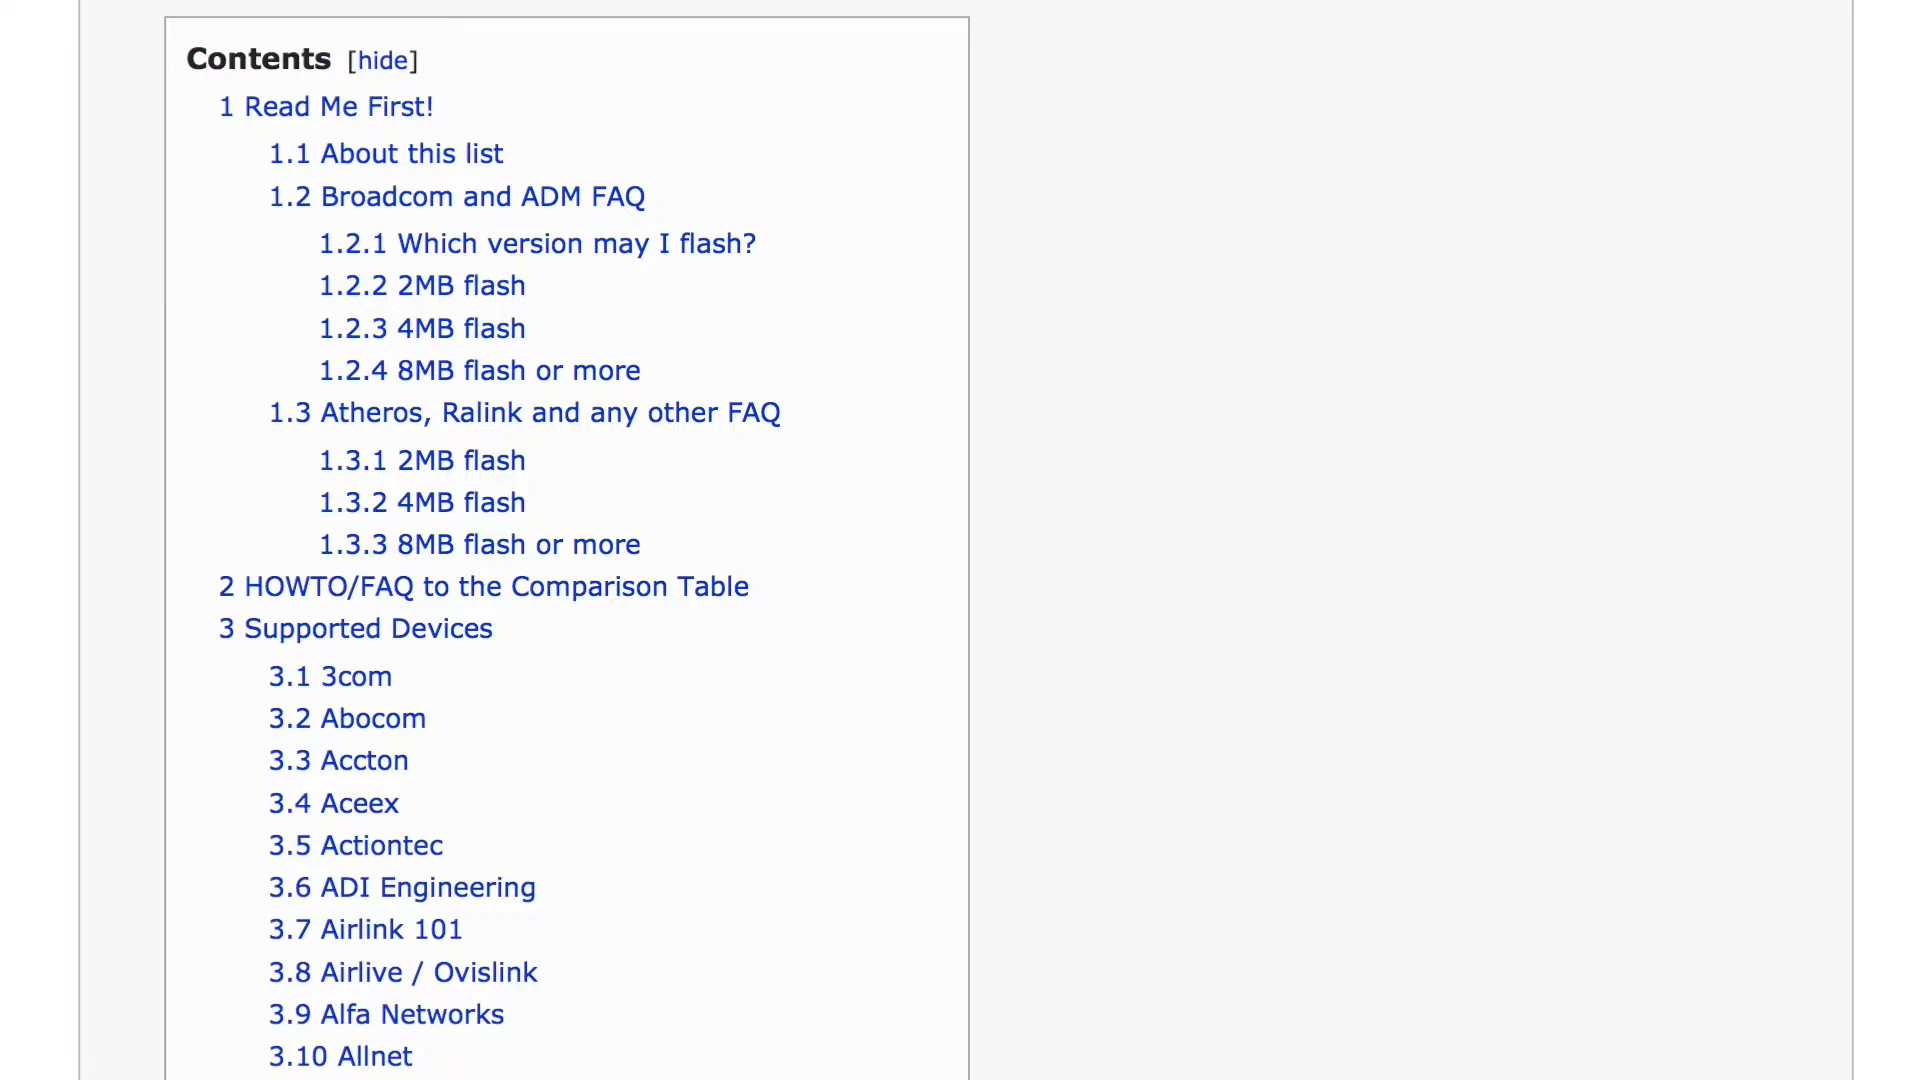 Contents [hide]
1 Read Me First!
1.1 About this list
1.2 Broadcom and ADM FAQ
1.2.1 Which version may I flash?
1.2.2 2MB flash
1.2.3 4MB flash
1.2.4 8MB flash or more
1.3 Atheros, Ralink and any other FAQ
1.3.1 2MB flash
1.3.2 4MB flash
1.3.3 8MB flash or more
2 HOWTO/FAQ to the Comparison Table
3 Supported Devices
3.1 3com
3.2 Abocom
3.3 Accton
3.4 Aceex
3.5 Actiontec
3.6 ADI Engineering
3.7 Airlink 101
3.8 Airlive / Ovislink
3.9 Alfa Networks
3.10 Allnet